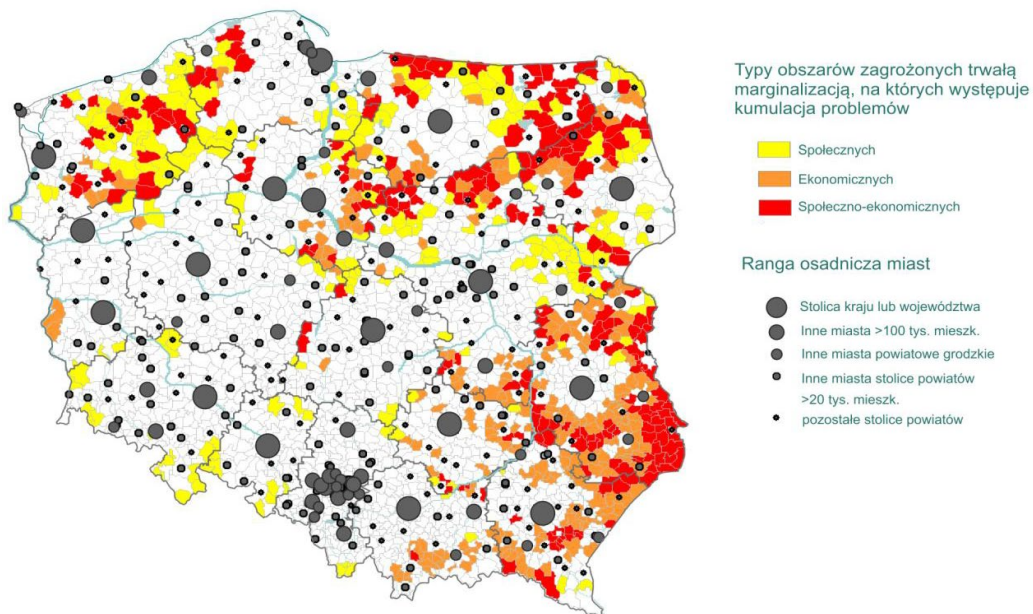 Typy obszarów zagrożonych trwałą
marginalizacją, na których występuje
kumulacja problemów
Społecznych
Ekonomicznych
Społeczno-ekonomicznych
Ranga osadnicza miast
Stolica kraju lub województwa
Inne miasta >100 tys. mieszk.
Inne miasta powiatowe grodzkie
Inne miasta stolice powiatów
>20 tys. mieszk.
pozostałe stolice powiatów